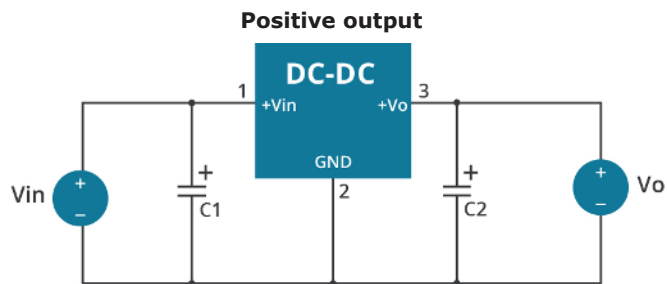 Positive output
DC-DC
1
+Vin
+Vo
3
GND
2
Vin
+
−
+
C1
+
C2
+
−
Vo